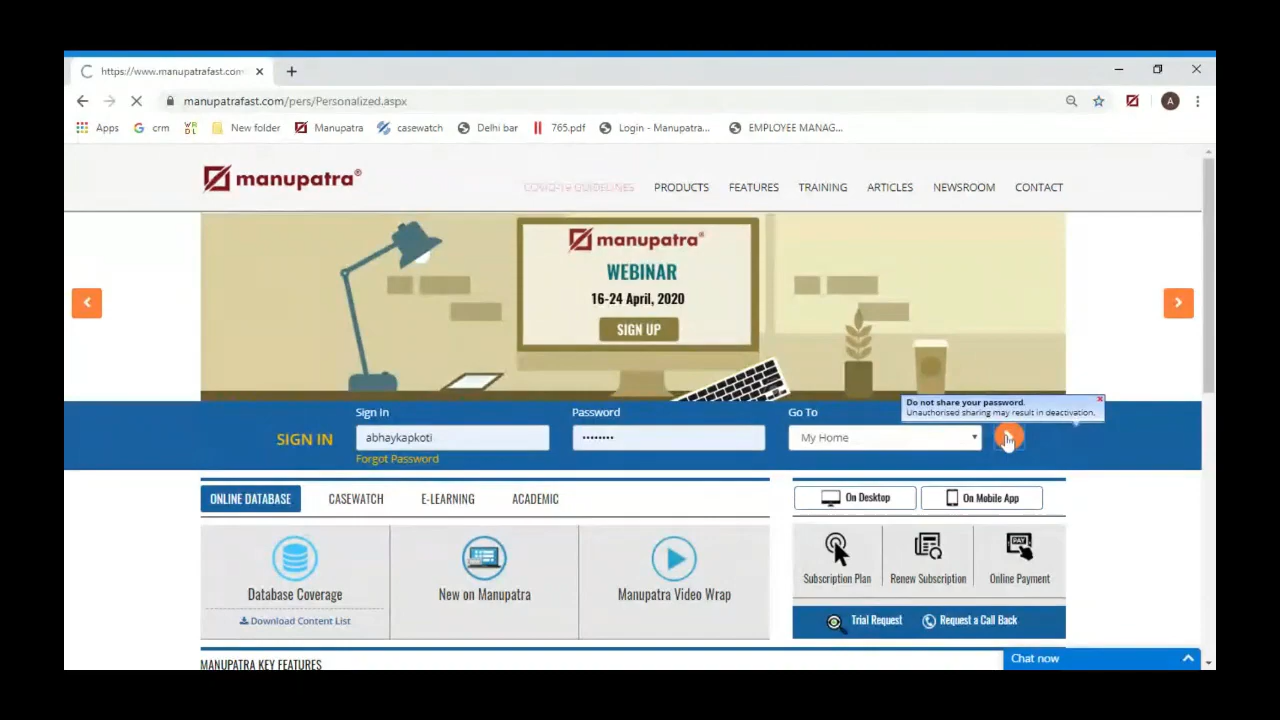 https://www.manupatrafast.com
manupatrafast.com/pers/Personalized.aspx
A
Apps
crm
New folder
Manupatra
casewatch
Delhi bar
765.pdf
Login - Manupatra...
EMPLOYEE MANAG...
manupatra®
COVID-19 GUIDELINES
PRODUCTS
FEATURES
TRAINING
ARTICLES
NEWSROOM
CONTACT
manupatra®
WEBINAR
16-24 April, 2020
SIGN UP
Do not share your password.
Unauthorised sharing may result in deactivation.
SIGN IN
Sign In
abhaykapkoti
Forgot Password
Password
••••••••
Go To
My Home
ONLINE DATABASE
CASEWATCH
E-LEARNING
ACADEMIC
On Desktop
On Mobile App
Database Coverage
Download Content List
New on Manupatra
Manupatra Video Wrap
PAY
Subscription Plan
Renew Subscription
Online Payment
Trial Request
Request a Call Back
MANUPATRA KEY FEATURES
Chat now